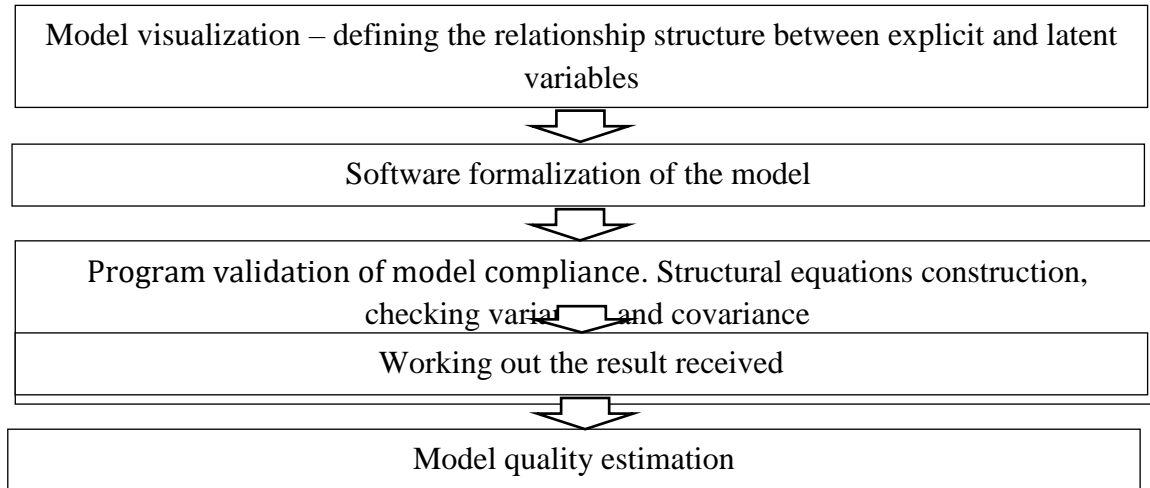 Model visualization – defining the relationship structure between explicit and latent
variables
Software formalization of the model
Program validation of model compliance. Structural equations construction,
checking and covariance
Working out the result received
Model quality estimation